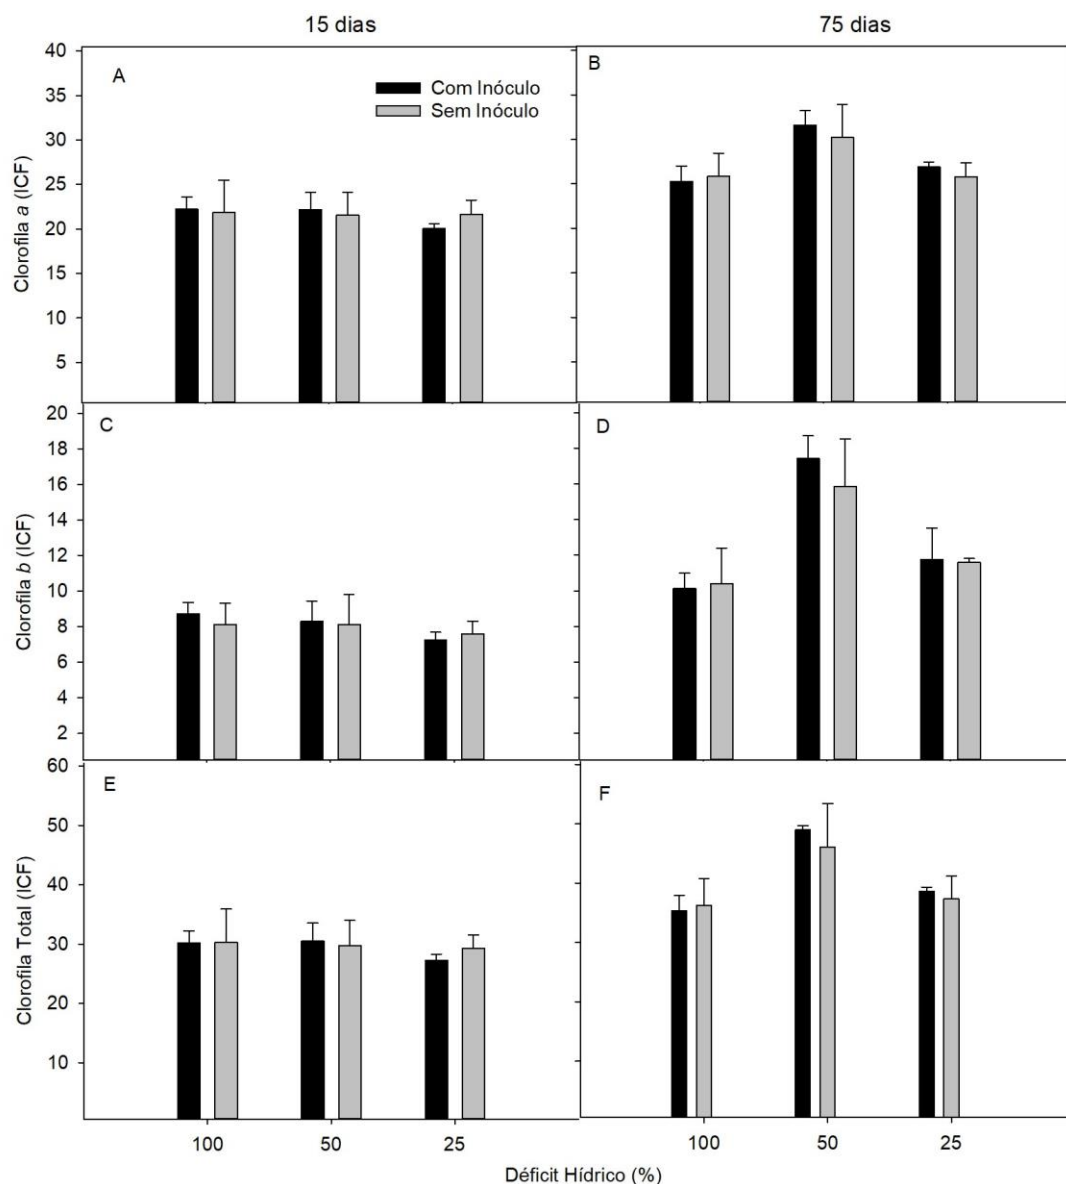 15 dias
75 dias
A
B
Com Inóculo
Sem Inóculo
Clorofila a (ICF)
40
35
30
25
20
15
10
5
C
D
Clorofila b (ICF)
20
18
16
14
12
10
8
6
4
2
E
F
Clorofila Total (ICF)
60
50
40
30
20
10
100
50
25
100
50
25
Déficit Hídrico (%)